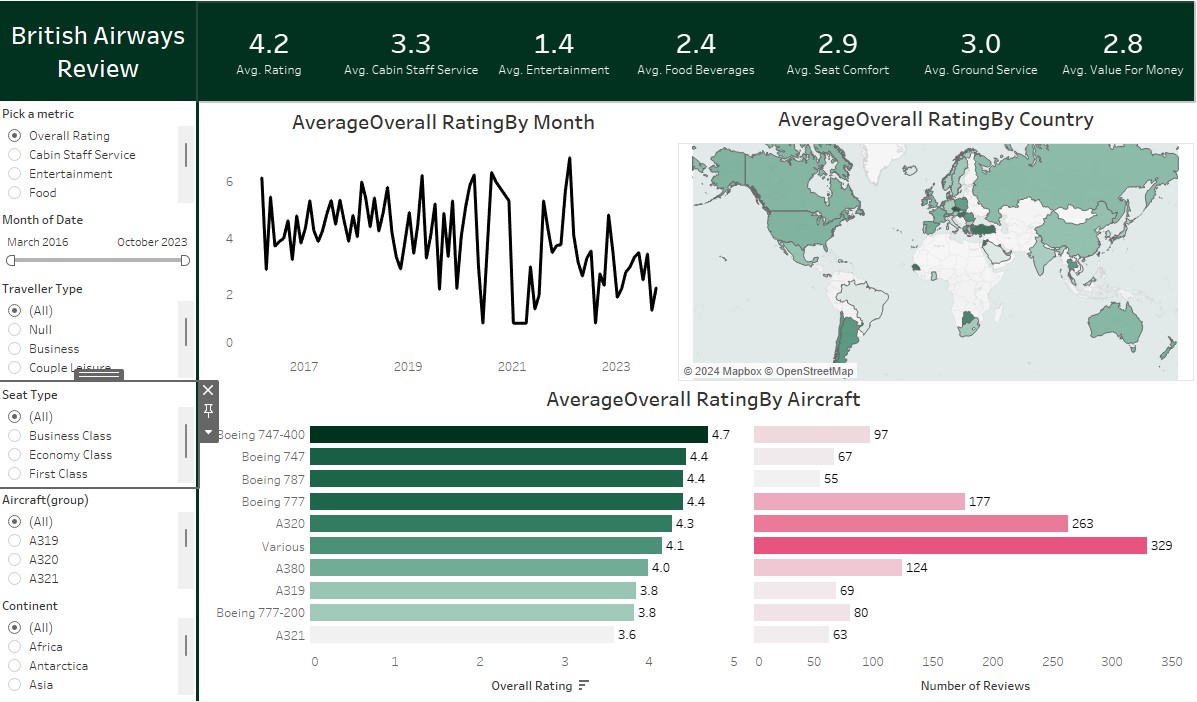 British Airways
Review
4.2
Avg. Rating
3.3
Avg. Cabin Staff Service
1.4
Avg. Entertainment
2.4
Avg. Food Beverages
2.9
Avg. Seat Comfort
3.0
Avg. Ground Service
2.8
Avg. Value For Money
Pick a metric
Overall Rating
Cabin Staff Service
Entertainment
Food
Month of Date
March 2016 October 2023
Traveller Type
(All)
Null
Business
Couple Leisure
Seat Type
(All)
Business Class
Economy Class
First Class
Aircraft(group)
(All)
A319
A320
A321
Continent
(All)
Africa
Antarctica
Asia
AverageOverall RatingBy Month
6
4
2
0
2017 2019 2021 2023
AverageOverall RatingBy Country
© 2024 Mapbox © OpenStreetMap
AverageOverall RatingBy Aircraft
Boeing 747-400 4.7 97
Boeing 747 4.4 67
Boeing 787 4.4 55
Boeing 777 4.4 177
A320 4.3 263
Various 4.1 329
A380 4.0 124
A319 3.8 69
Boeing 777-200 3.8 80
A321 3.6 63
0 1 2 3 4 5 0 50 100 150 200 250 300 350
Overall Rating Number of Reviews